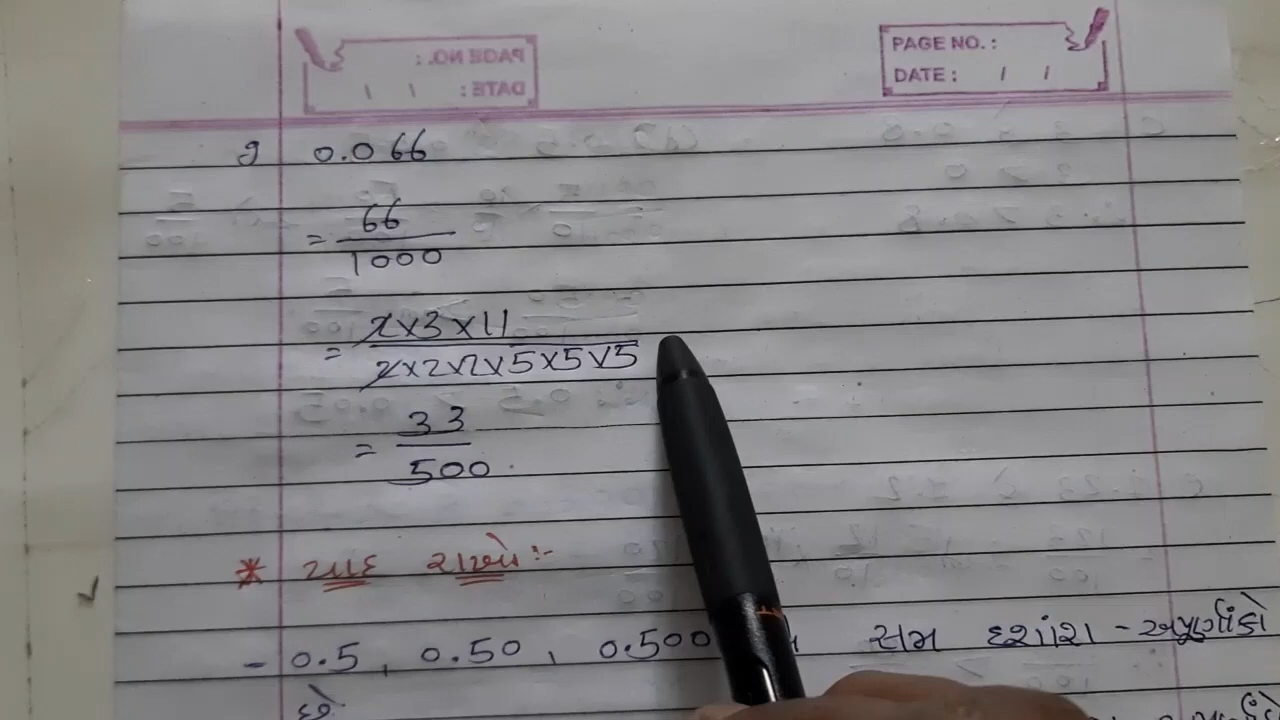 PAGE NO. :
DATE : / /
9 0.066
= 66/1000
= 2×3×11 / 2×2×2×5×5×5
= 33/500
* યાદ રાખો:-
- 0.5, 0.50, 0.500 સમ દશાંશ - અપૂર્ણાંકો
છે